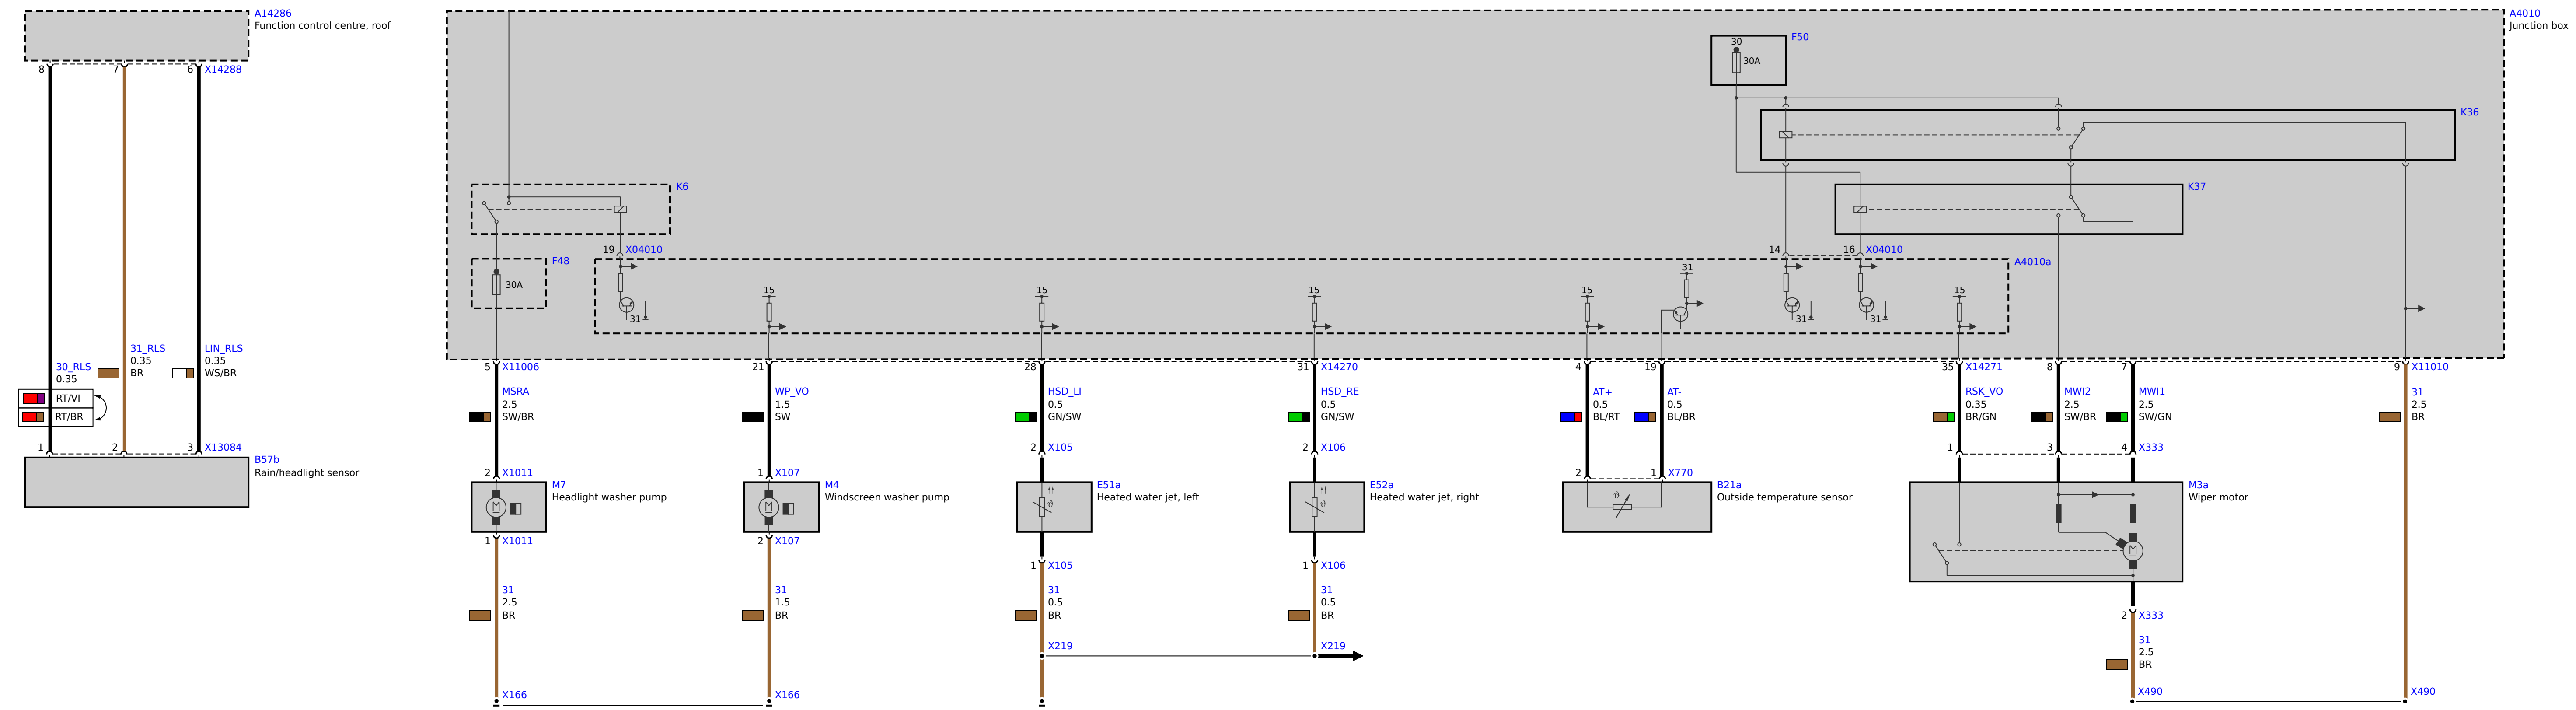 A14286
Function control centre, roof
8
7
6
X14288
30_RLS
0.35
RT/VI
RT/BR
31_RLS
0.35
BR
LIN_RLS
0.35
WS/BR
1
2
3
X13084
B57b
Rain/headlight sensor
A4010
Junction box
F50
30
30A
K36
K37
K6
19
X04010
14
16
X04010
F48
30A
A4010a
31
15
15
15
31
15
31
31
5
X11006
21
28
31
X14270
4
19
35
X14271
8
7
9
X11010
MSRA
2.5
SW/BR
WP_VO
1.5
SW
HSD_LI
0.5
GN/SW
HSD_RE
0.5
GN/SW
AT+
0.5
BL/RT
AT-
0.5
BL/BR
RSK_VO
0.35
BR/GN
MWI2
2.5
SW/BR
MWI1
2.5
SW/GN
31
2.5
BR
2
X1011
1
X107
2
X105
2
X106
2
1
X770
1
3
4
X333
M7
Headlight washer pump
M
M4
Windscreen washer pump
M
E51a
Heated water jet, left
ϑ
E52a
Heated water jet, right
ϑ
B21a
Outside temperature sensor
ϑ
M3a
Wiper motor
M
1
X1011
2
X107
1
X105
1
X106
2
X333
31
2.5
BR
31
1.5
BR
31
0.5
BR
31
0.5
BR
31
2.5
BR
X219
X219
X166
X166
X490
X490